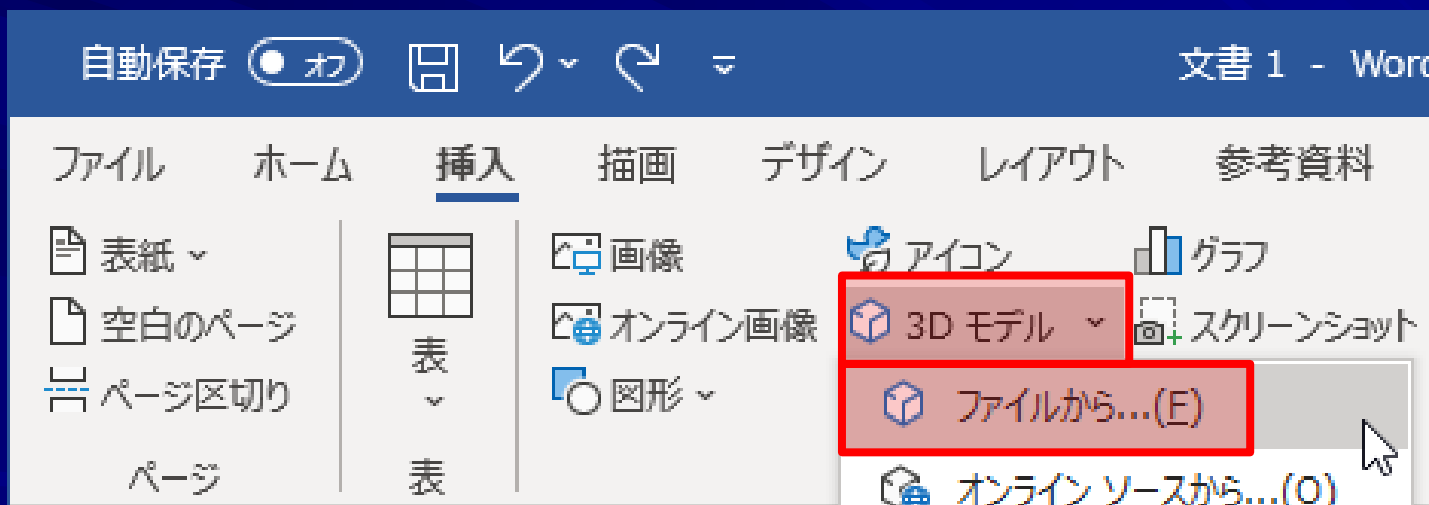 自動保存 オフ 文書 1 - Word
ファイル ホーム 挿入 描画 デザイン レイアウト 参考資料
表紙
空白のページ
ページ区切り
ページ
表
表
画像
オンライン画像
図形
アイコン
3D モデル
グラフ
スクリーンショット
ファイルから...(F)
オンライン ソースから...(O)